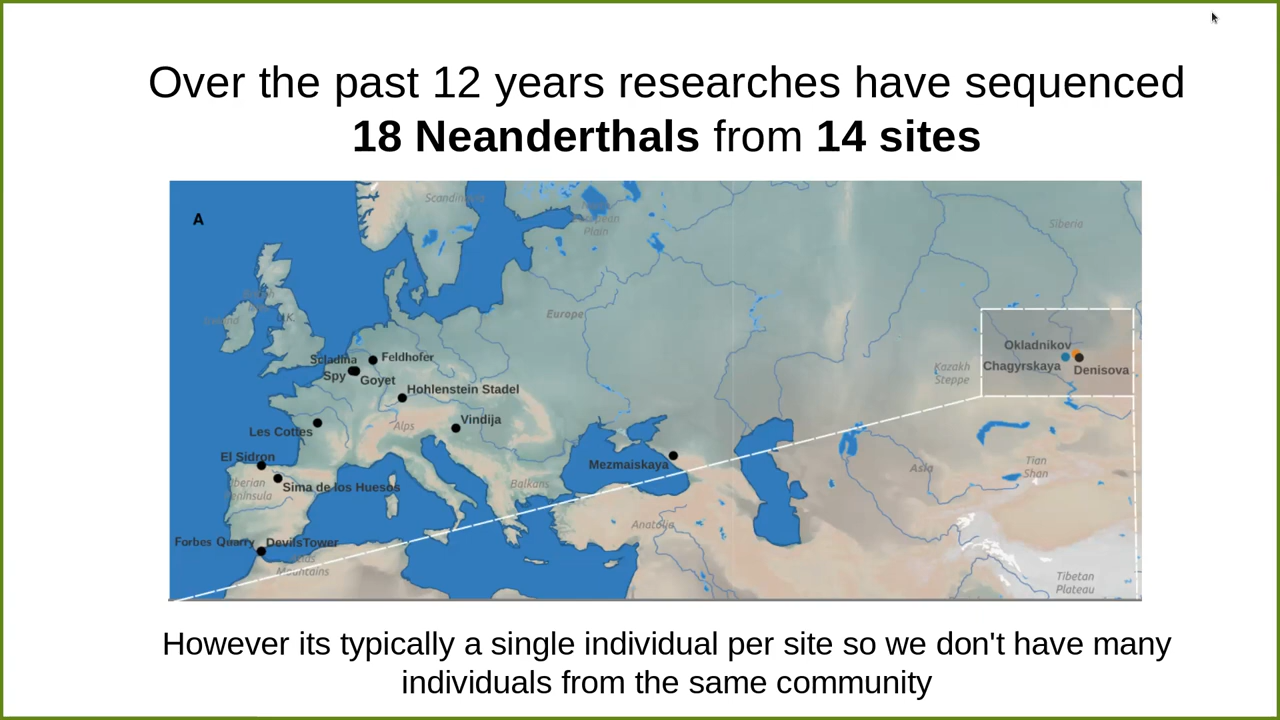 Over the past 12 years researches have sequenced
18 Neanderthals from 14 sites
A
Scandinavia
European
Plain
Siberia
U.K.
Europe
Okladnikov
Scladina
Feldhofer
Chagyrskaya
Denisova
Kazakh
Steppe
Spy
Goyet
Hohlenstein Stadel
Les Cottes
Alps
Vindija
El Sidron
Mezmaiskaya
Asia
Tian
Shan
Iberian
Peninsula
Sima de los Huesos
Balkans
Anatolia
Forbes Quarry
DevilsTower
Mountains
Tibetan
Plateau
However its typically a single individual per site so we don't have many
individuals from the same community